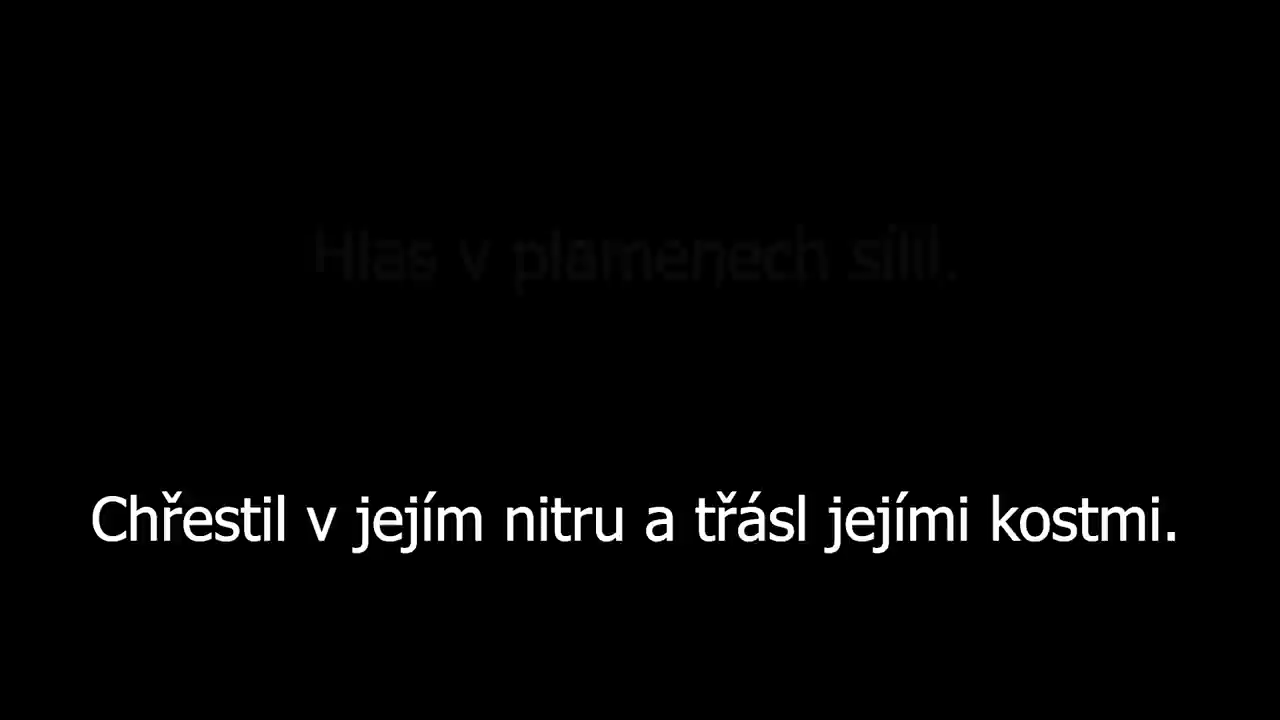 Hlas v plamenech sílil.
Chřestil v jejím nitru a třásl jejími kostmi.